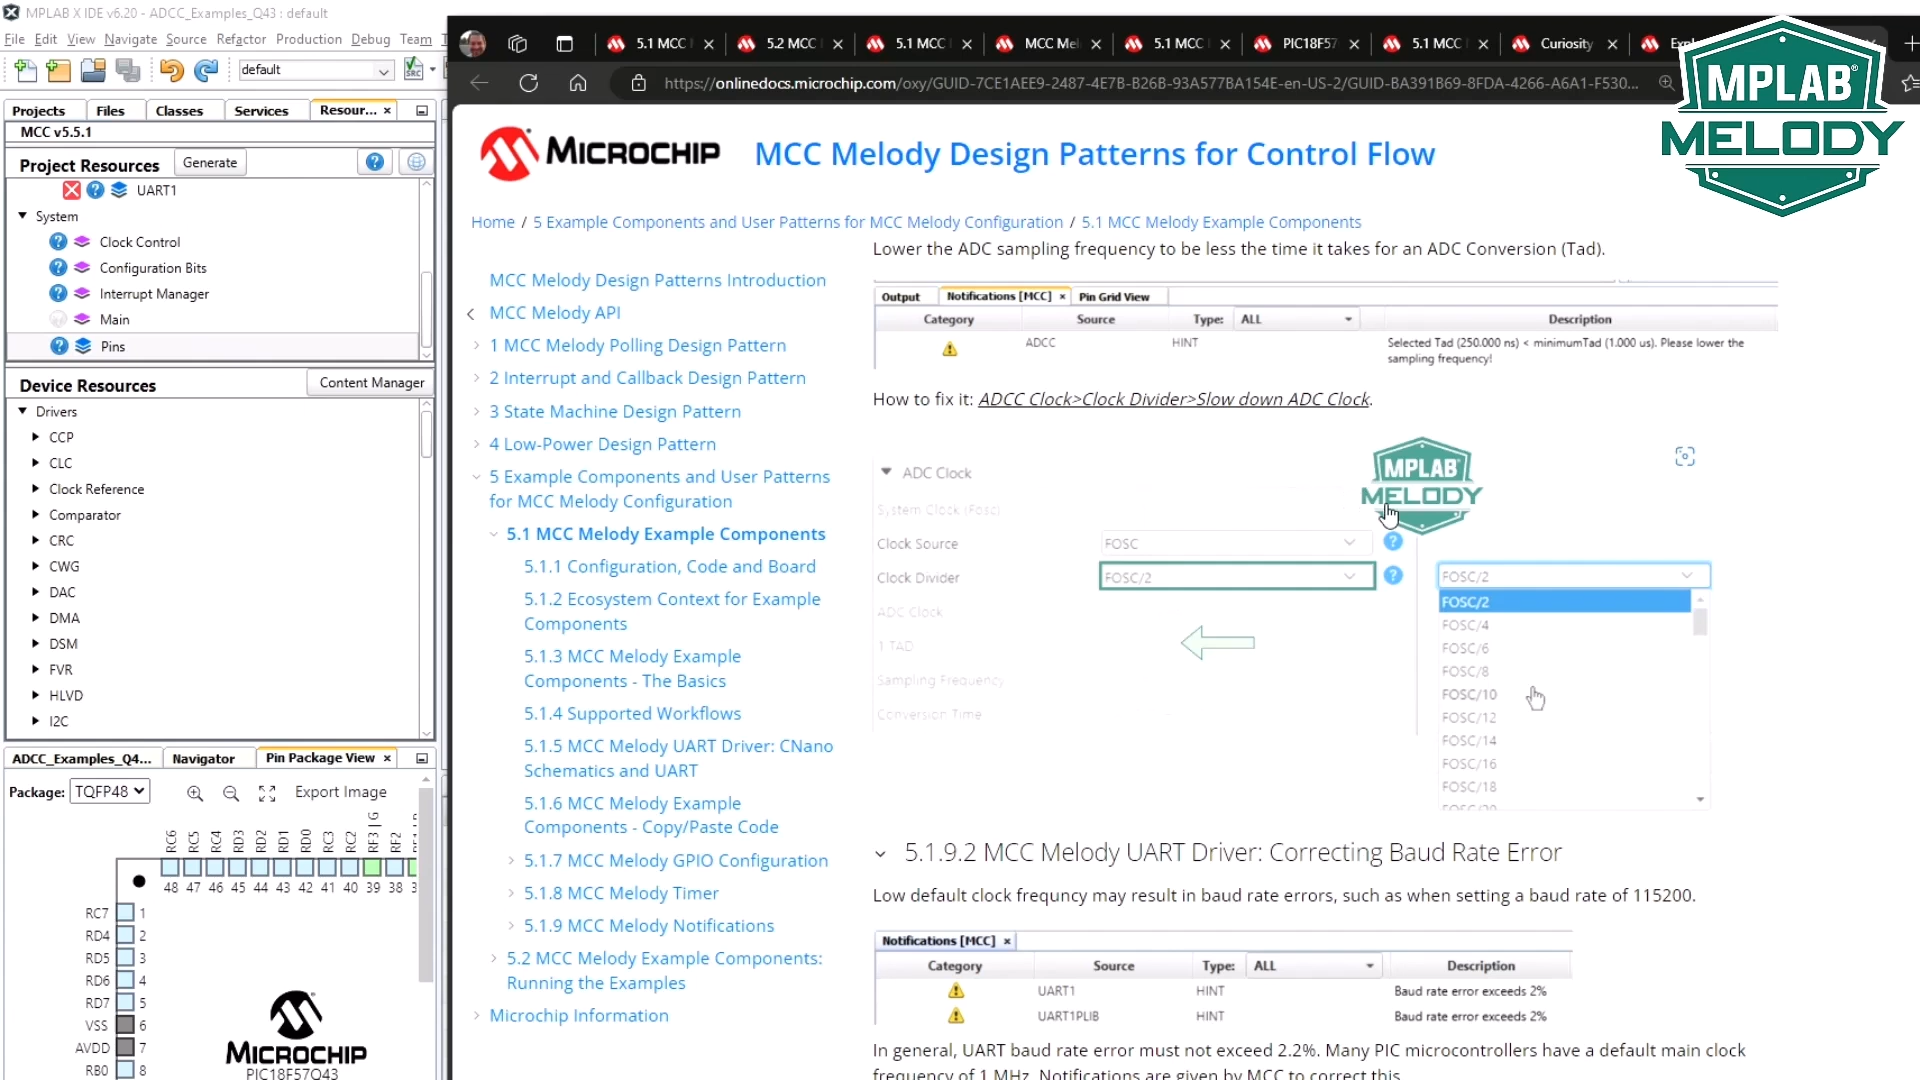 MPLAB X IDE v6.20 - ADCC_Examples_Q43 : default
File Edit View Navigate Source Refactor Production Debug Team
default
SRC
Projects Files Classes Services Resour... ×
MCC v5.5.1
Project Resources Generate
UART1
System
Clock Control
Configuration Bits
Interrupt Manager
Main
Pins
Device Resources Content Manager
Drivers
CCP
CLC
Clock Reference
Comparator
CRC
CWG
DAC
DMA
DSM
FVR
HLVD
I2C
ADCC_Examples_Q4... Navigator Pin Package View ×
Package: TQFP48 Export Image
RC6 RC5 RC4 RD3 RD2 RD1 RD0 RC3 RC2 RF3 | G RF2
48 47 46 45 44 43 42 41 40 39 38
RC7 1
RD4 2
RD5 3
RD6 4
RD7 5
VSS 6
AVDD 7
RB0 8
MICROCHIP
PIC18F57Q43
5.1 MCC 5.2 MCC 5.1 MCC MCC Mel 5.1 MCC PIC18F57 5.1 MCC Curiosity
https://onlinedocs.microchip.com/oxy/GUID-7CE1AEE9-2487-4E7B-B26B-93A577BA154E-en-US-2/GUID-BA391B69-8FDA-4266-A6A1-F530...
MPLAB®
MELODY
MICROCHIP MCC Melody Design Patterns for Control Flow
Home / 5 Example Components and User Patterns for MCC Melody Configuration / 5.1 MCC Melody Example Components
MCC Melody Design Patterns Introduction
MCC Melody API
1 MCC Melody Polling Design Pattern
2 Interrupt and Callback Design Pattern
3 State Machine Design Pattern
4 Low-Power Design Pattern
5 Example Components and User Patterns
for MCC Melody Configuration
5.1 MCC Melody Example Components
5.1.1 Configuration, Code and Board
5.1.2 Ecosystem Context for Example
Components
5.1.3 MCC Melody Example
Components - The Basics
5.1.4 Supported Workflows
5.1.5 MCC Melody UART Driver: CNano
Schematics and UART
5.1.6 MCC Melody Example
Components - Copy/Paste Code
5.1.7 MCC Melody GPIO Configuration
5.1.8 MCC Melody Timer
5.1.9 MCC Melody Notifications
5.2 MCC Melody Example Components:
Running the Examples
Microchip Information
Lower the ADC sampling frequency to be less the time it takes for an ADC Conversion (Tad).
Output Notifications [MCC] × Pin Grid View
Category Source Type: ALL Description
ADCC HINT Selected Tad (250.000 ns) < minimumTad (1.000 us). Please lower the
sampling frequency!
How to fix it: ADCC Clock>Clock Divider>Slow down ADC Clock.
MPLAB®
MELODY
ADC Clock
System Clock (Fosc)
Clock Source FOSC
Clock Divider FOSC/2
ADC Clock
1 TAD
Sampling Frequency
Conversion Time
FOSC/2
FOSC/2
FOSC/4
FOSC/6
FOSC/8
FOSC/10
FOSC/12
FOSC/14
FOSC/16
FOSC/18
FOSC/20
5.1.9.2 MCC Melody UART Driver: Correcting Baud Rate Error
Low default clock frequncy may result in baud rate errors, such as when setting a baud rate of 115200.
Notifications [MCC] ×
Category Source Type: ALL Description
UART1 HINT Baud rate error exceeds 2%
UART1PLIB HINT Baud rate error exceeds 2%
In general, UART baud rate error must not exceed 2.2%. Many PIC microcontrollers have a default main clock
frequency of 1 MHz. Notifications are given by MCC to correct this